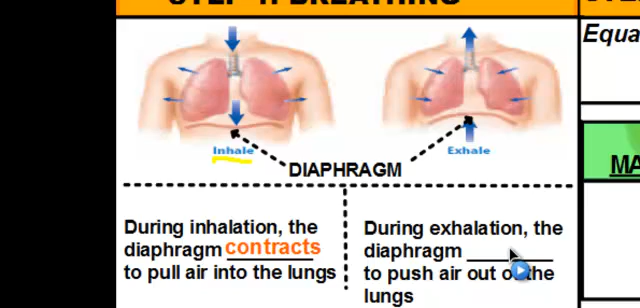 STEP 1: BREATHING
Equa
Inhale
Exhale
DIAPHRAGM
MA
During inhalation, the
diaphragm contracts
to pull air into the lungs
During exhalation, the
diaphragm
to push air out of the
lungs